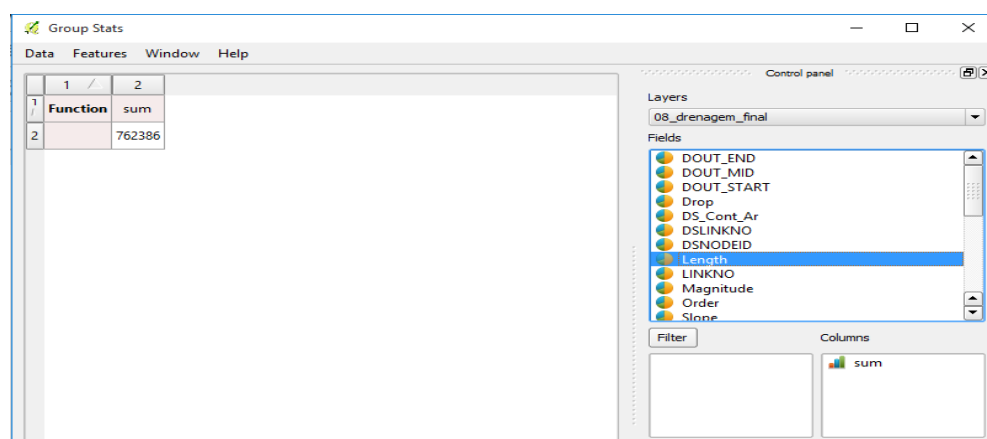 Group Stats
Data Features Window Help
Control panel
1 2
1 Function sum
2 762386
Layers
08_drenagem_final
Fields
DOUT_END
DOUT_MID
DOUT_START
Drop
DS_Cont_Ar
DSLINKNO
DSNODEID
Length
LINKNO
Magnitude
Order
Slope
Filter Columns
sum